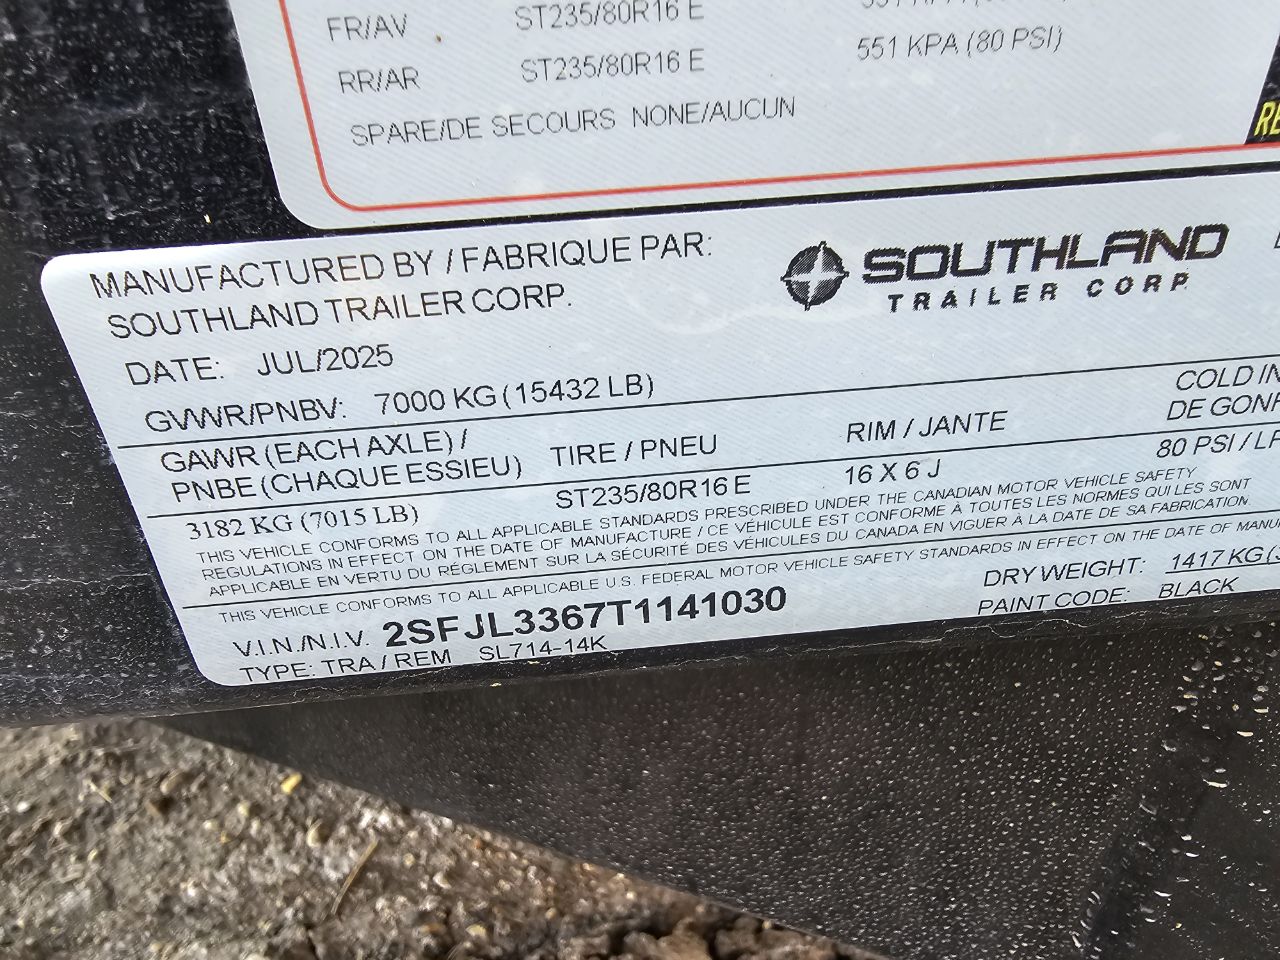 FR/AV ST235/80R16 E
RR/AR ST235/80R16 E 551 KPA (80 PSI)
SPARE/DE SECOURS NONE/AUCUN
MANUFACTURED BY / FABRIQUE PAR:
SOUTHLAND TRAILER CORP.
SOUTHLAND
TRAILER CORP
DATE: JUL/2025
GVWR/PNBV: 7000 KG (15432 LB)
GAWR (EACH AXLE) /
PNBE (CHAQUE ESSIEU) TIRE / PNEU RIM / JANTE COLD
DE
3182 KG (7015 LB) ST235/80R16 E 16 X 6 J 80 PSI /
THIS VEHICLE CONFORMS TO ALL APPLICABLE STANDARDS PRESCRIBED UNDER THE CANADIAN MOTOR VEHICLE SAFETY
REGULATIONS IN EFFECT ON THE DATE OF MANUFACTURE / CE VÉHICULE EST CONFORME À TOUTES LES NORMES QUI LES SONT
APPLICABLE EN VERTU DU RÉGLEMENT SUR LA SÉCURITÉ DES VÉHICULES DU CANADA EN VIGUER À LA DATE DE SA FABRICATION
THIS VEHICLE CONFORMS TO ALL APPLICABLE U.S. FEDERAL MOTOR VEHICLE SAFETY STANDARDS IN EFFECT ON THE DATE OF
V.I.N./N.I.V. 2SFJL3367T1141030 DRY WEIGHT: 1417 KG
TYPE: TRA / REM SL714-14K PAINT CODE: BLACK